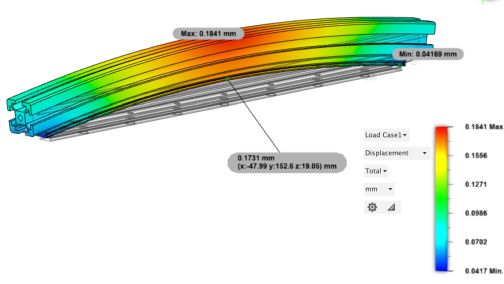 Max: 0.1841 mm
Min: 0.04169 mm
0.1731 mm
(x:-47.99 y:152.6 z:19.05) mm
Load Case1
Displacement
Total
mm
0.1841 Max.
0.1556
0.1271
0.0986
0.0702
0.0417 Min.